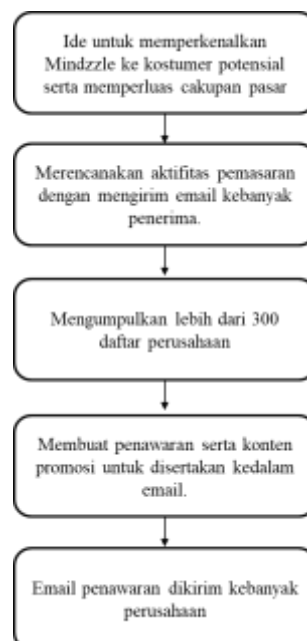 Ide untuk memperkenalkan
Mindzzle ke kostumer potensial
serta memperluas cakupan pasar
Merencanakan aktifitas pemasaran
dengan mengirim email kebanyak
penerima.
Mengumpulkan lebih dari 300
daftar perusahaan
Membuat penawaran serta konten
promosi untuk disertakan kedalam
email.
Email penawaran dikirim kebanyak
perusahaan